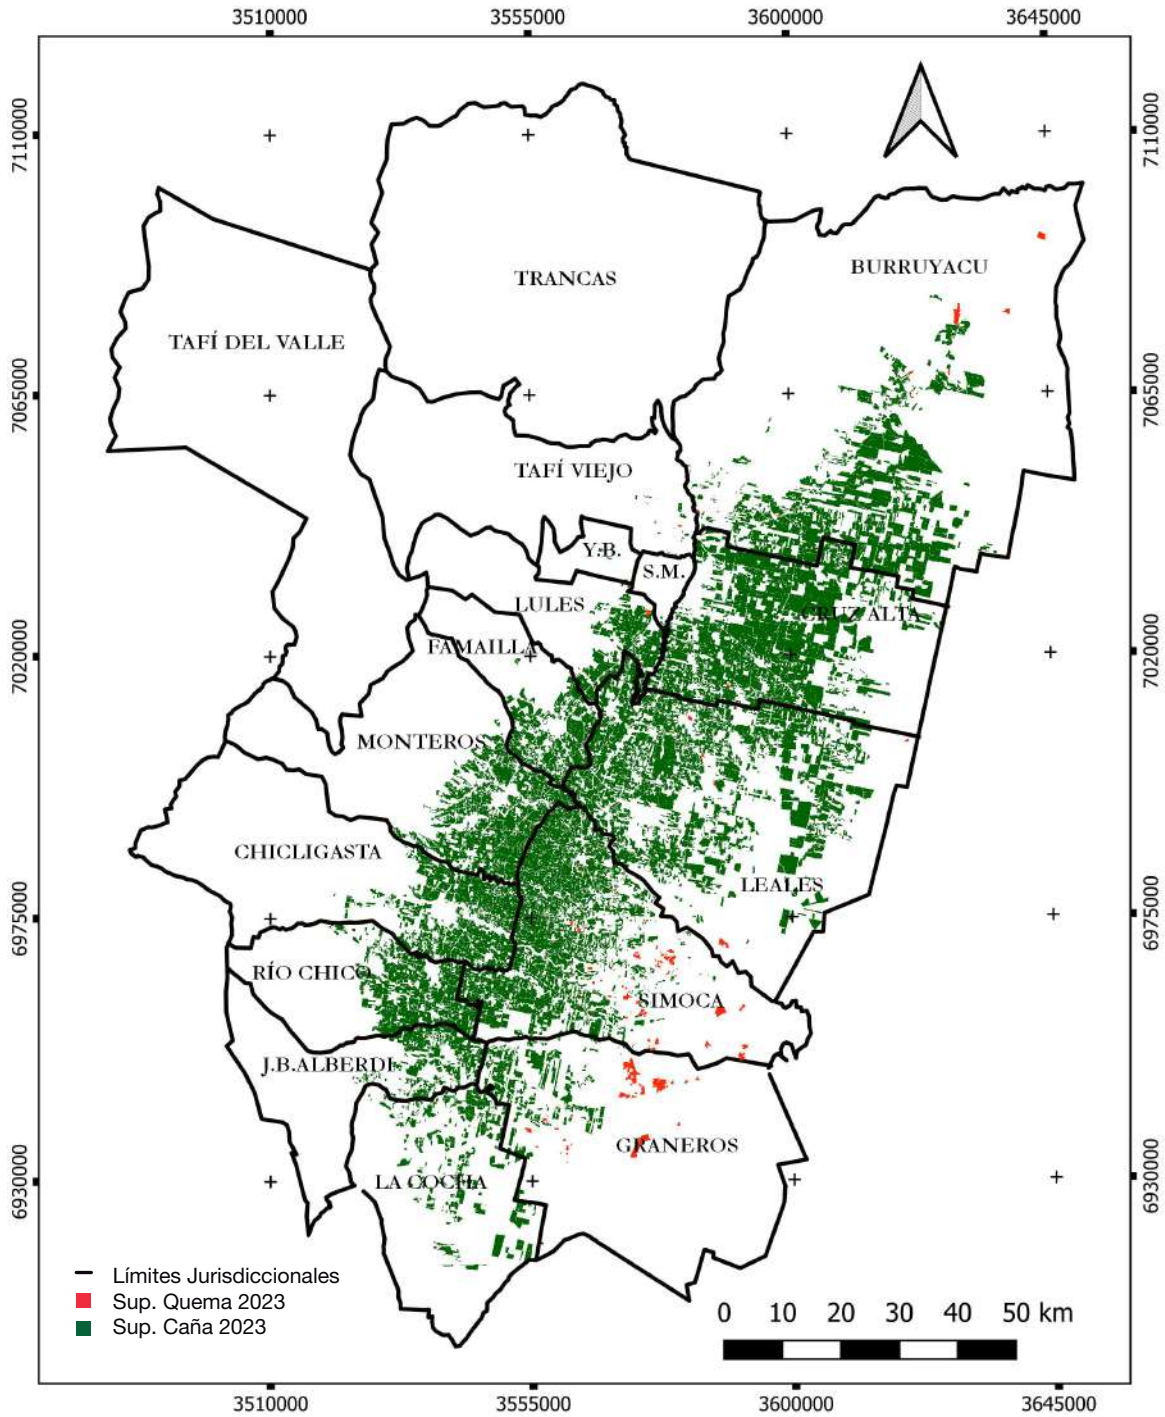 3510000 3555000 3600000 3645000
7110000 7110000
BURRUYACU
TRANCAS
TAFÍ DEL VALLE
7065000 7065000
TAFÍ VIEJO
Y.B.
S.M.
LULES
CRUZ ALTA
FAMAILLA
7020000 7020000
MONTEROS
CHICLIGASTA
LEALES
6975000 6975000
RÍO CHICO
SIMOCA
J.B.ALBERDI
GRANEROS
LA COCHA
6930000 6930000
Límites Jurisdiccionales
Sup. Quema 2023
Sup. Caña 2023
0 10 20 30 40 50 km
3510000 3555000 3600000 3645000